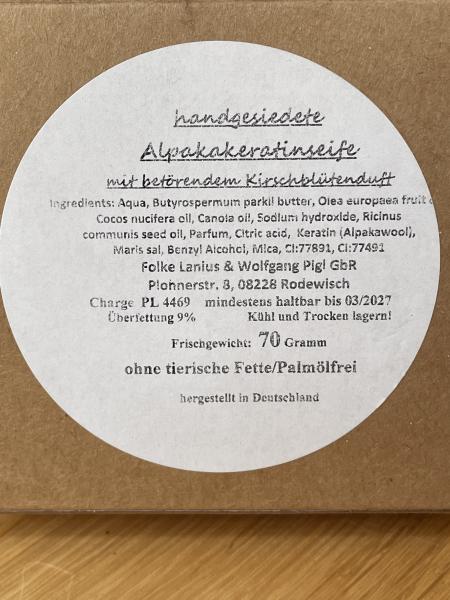 handgesiedete
Alpakakeratinseife
mit betörendem Kirschblütenduft
Ingredients: Aqua, Butyrospermum parkii butter, Olea europaea fruit
Cocos nucifera oil, Canola oil, Sodium hydroxide, Ricinus
communis seed oil, Parfum, Citric acid, Keratin (Alpakawool),
Maris sal, Benzyl Alcohol, Mica, CI:77891, CI:77491
Folke Lanius & Wolfgang Pigl GbR
Plohnerstr. 8, 08228 Rodewisch
Charge PL 4469 mindestens haltbar bis 03/2027
Überfettung 9% Kühl und Trocken lagern!
Frischgewicht: 70 Gramm
ohne tierische Fette/Palmölfrei
hergestellt in Deutschland